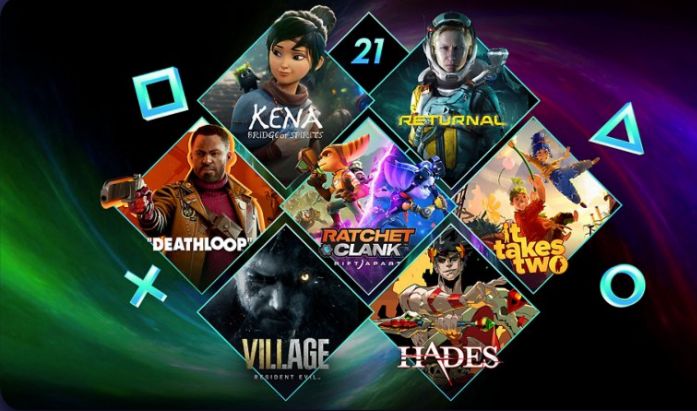 21
KENA
BRIDGE OF SPIRITS
RETURNAL
"DEATHLOOP"
RATCHET
CLANK
RIFT APART
it
takes
two
VILLAGE
RESIDENT EVIL
HADES